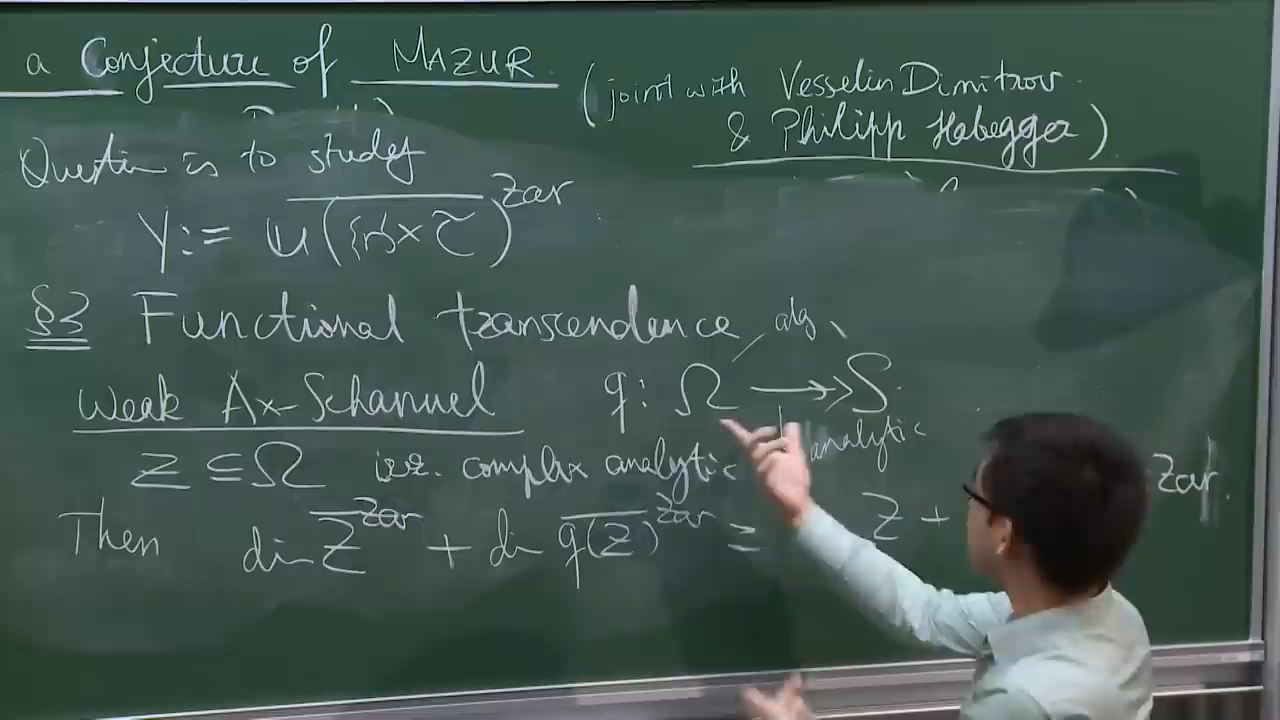 a Conjecture of MAZUR.
(joint with Vesselin Dimitrov
& Philipp Habegger)
Question is to study
Y := u({r}×τ)^Zar
§3 Functional transcendence
alg
Weak Ax-Schanuel q: Ω ↠ S.
analytic
Z ⊆ Ω irr. complex analytic
Zar.
Then dim Z^Zar + dim q(Z)^Zar ≥ Z +